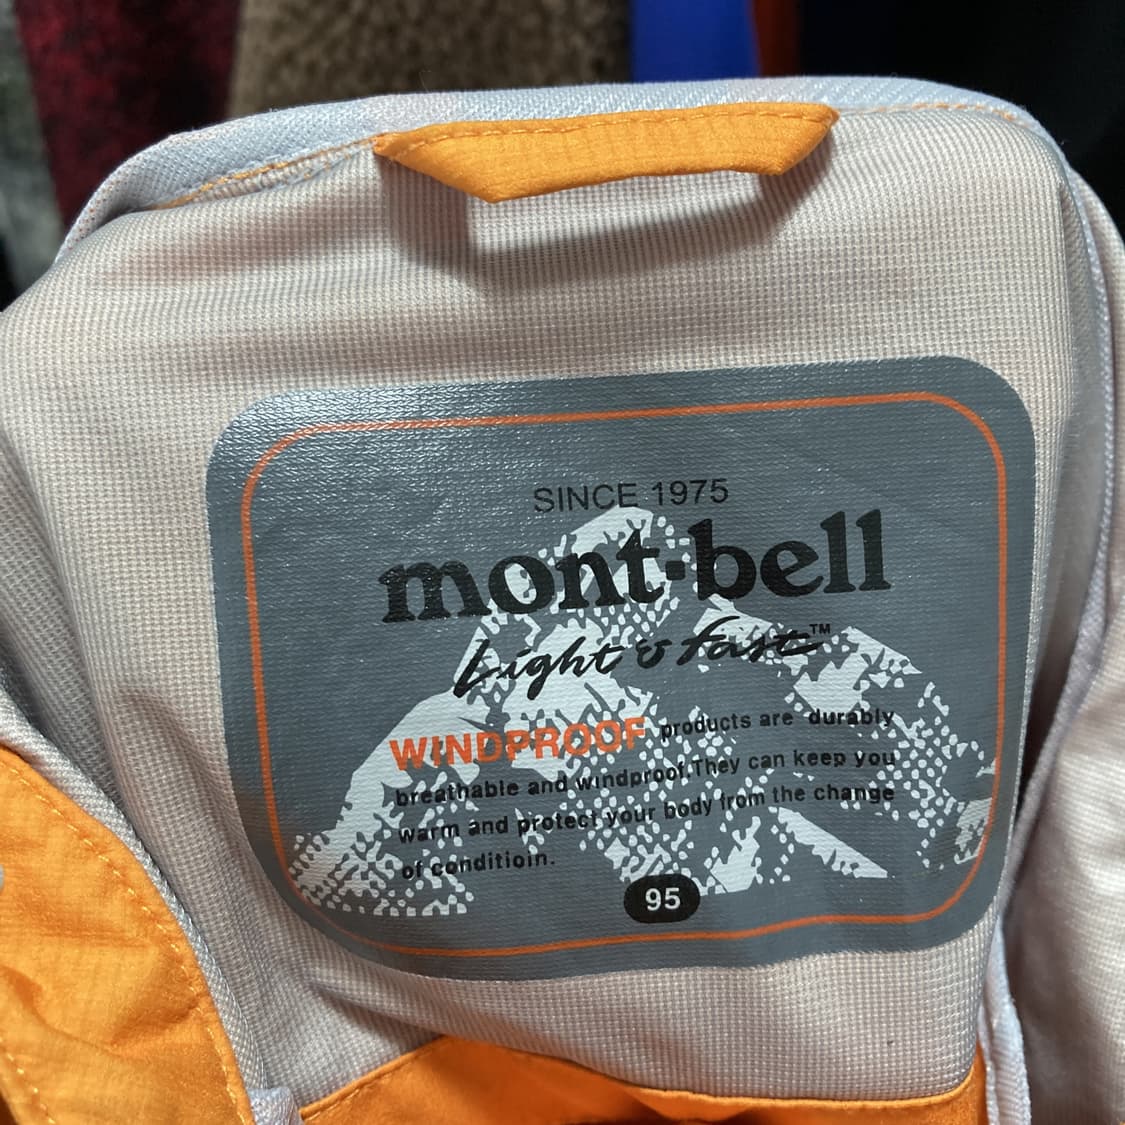 SINCE 1975
mont-bell
Light & fast™
WINDPROOF products are durably
breathable and windproof.They can keep you
warm and protect your body from the change
of conditioin.
95